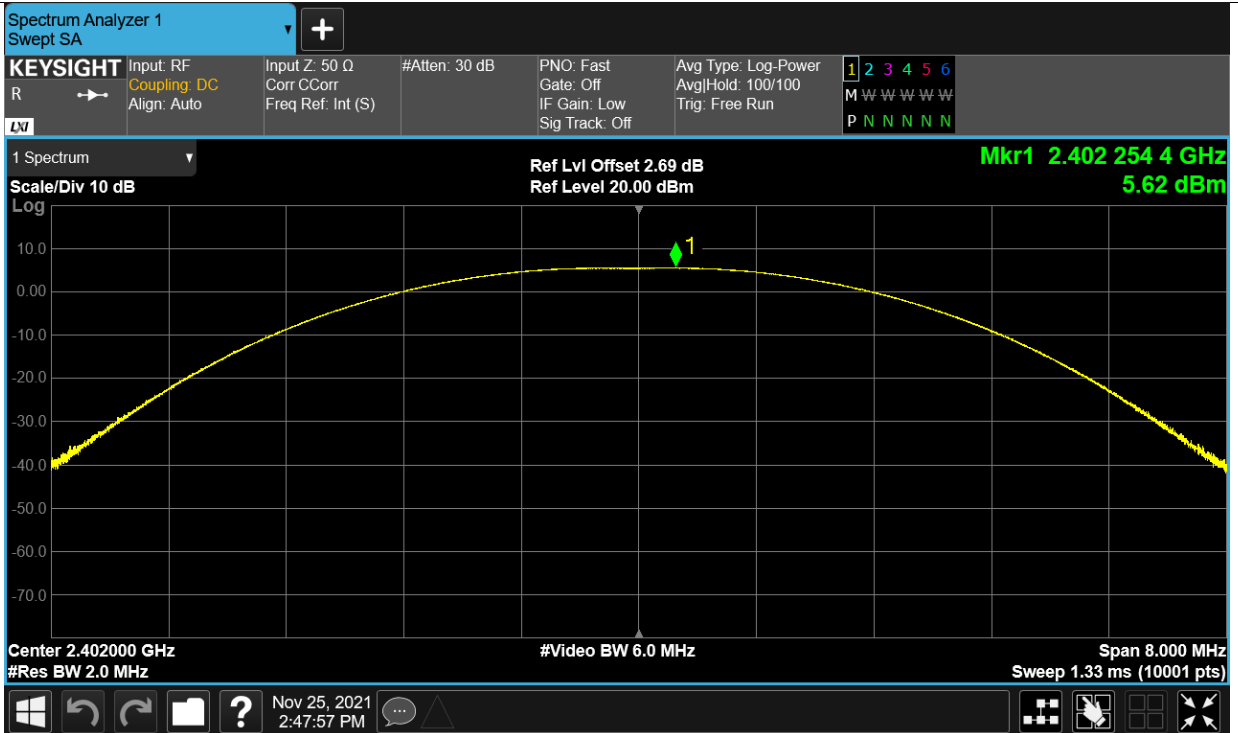 Spectrum Analyzer 1
Swept SA
KEYSIGHT
R
LXI
Input: RF
Coupling: DC
Align: Auto
Input Z: 50 Ω
Corr CCorr
Freq Ref: Int (S)
#Atten: 30 dB
PNO: Fast
Gate: Off
IF Gain: Low
Sig Track: Off
Avg Type: Log-Power
Avg|Hold: 100/100
Trig: Free Run
1 2 3 4 5 6
M W W W W W
P N N N N N
1 Spectrum
Scale/Div 10 dB
Log
Ref Lvl Offset 2.69 dB
Ref Level 20.00 dBm
Mkr1 2.402 254 4 GHz
5.62 dBm
1
10.0
0.00
-10.0
-20.0
-30.0
-40.0
-50.0
-60.0
-70.0
Center 2.402000 GHz
#Res BW 2.0 MHz
#Video BW 6.0 MHz
Span 8.000 MHz
Sweep 1.33 ms (10001 pts)
?
Nov 25, 2021
2:47:57 PM